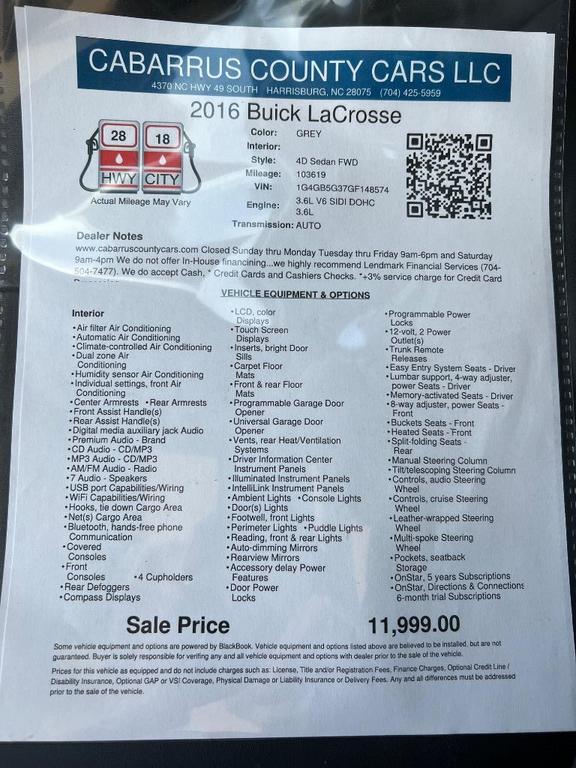 CABARRUS COUNTY CARS LLC
4370 NC HWY 49 SOUTH HARRISBURG, NC 28075 (704) 425-5959
2016 Buick LaCrosse
28 18
HWY CITY
Actual Mileage May Vary
Color: GREY
Interior:
Style: 4D Sedan FWD
Mileage: 103619
VIN: 1G4GB5G37GF148574
Engine: 3.6L V6 SIDI DOHC
3.6L
Transmission: AUTO
Dealer Notes
www.cabarruscountycars.com Closed Sunday thru Monday Tuesday thru Friday 9am-6pm and Saturday
9am-4pm We do not offer In-House financining...we highly recommend Lendmark Financial Services (704-
504-7477). We do accept Cash, * Credit Cards and Cashiers Checks. *+3% service charge for Credit Card
VEHICLE EQUIPMENT & OPTIONS
Interior
•Air filter Air Conditioning
•Automatic Air Conditioning
•Climate-controlled Air Conditioning
•Dual zone Air
Conditioning
•Humidity sensor Air Conditioning
•Individual settings, front Air
Conditioning
•Center Armrests •Rear Armrests
•Front Assist Handle(s)
•Rear Assist Handle(s)
•Digital media auxiliary jack Audio
•Premium Audio - Brand
•CD Audio - CD/MP3
•MP3 Audio - CD/MP3
•AM/FM Audio - Radio
•7 Audio - Speakers
•USB port Capabilities/Wiring
•WiFi Capabilities/Wiring
•Hooks, tie down Cargo Area
•Net(s) Cargo Area
•Bluetooth, hands-free phone
Communication
•Covered
Consoles
•Front
Consoles •4 Cupholders
•Rear Defoggers
•Compass Displays
•LCD, color
Displays
•Touch Screen
Displays
•Inserts, bright Door
Sills
•Carpet Floor
Mats
•Front & rear Floor
Mats
•Programmable Garage Door
Opener
•Universal Garage Door
Opener
•Vents, rear Heat/Ventilation
Systems
•Driver Information Center
Instrument Panels
•Illuminated Instrument Panels
•IntelliLink Instrument Panels
•Ambient Lights •Console Lights
•Door(s) Lights
•Footwell, front Lights
•Perimeter Lights •Puddle Lights
•Reading, front & rear Lights
•Auto-dimming Mirrors
•Rearview Mirrors
•Accessory delay Power
Features
•Door Power
Locks
•Programmable Power
Locks
•12-volt, 2 Power
Outlet(s)
•Trunk Remote
Releases
•Easy Entry System Seats - Driver
•Lumbar support, 4-way adjuster,
power Seats - Driver
•Memory-activated Seats - Driver
•8-way adjuster, power Seats -
Front
•Buckets Seats - Front
•Heated Seats - Front
•Split-folding Seats -
Rear
•Manual Steering Column
•Tilt/telescoping Steering Column
•Controls, audio Steering
Wheel
•Controls, cruise Steering
Wheel
•Leather-wrapped Steering
Wheel
•Multi-spoke Steering
Wheel
•Pockets, seatback
Storage
•OnStar, 5 years Subscriptions
•OnStar, Directions & Connections
6-month trial Subscriptions
Sale Price 11,999.00
Some vehicle equipment and options are powered by BlackBook. Vehicle equipment and options listed above are believed to be installed, but are not
guaranteed. Buyer is solely responsible for verifying any and all vehicle equipment and options with dealer prior to the sale of the vehicle.
Prices for this vehicle as equipped and do not include charges such as: License, Title and/or Registration Fees, Finance Charges, Optional Credit Line /
Disability Insurance, Optional GAP or VSI Coverage, Physical Damage or Liability Insurance or Delivery Fees. Any and all differences must be addressed
prior to the sale of the vehicle.